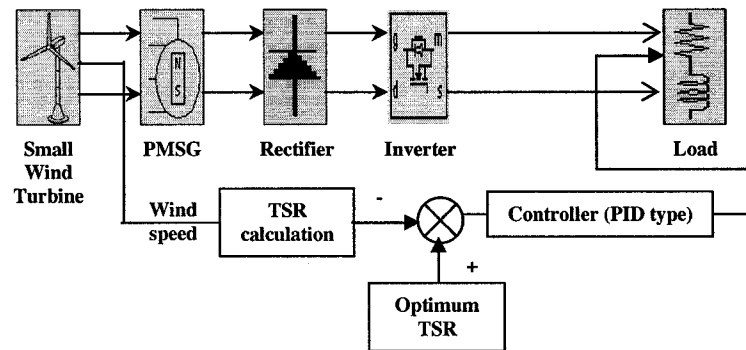 N
S
g
m
d
s
Small
Wind
Turbine
PMSG
Rectifier
Inverter
Load
Wind
speed
TSR
calculation
-
+
Controller (PID type)
Optimum
TSR